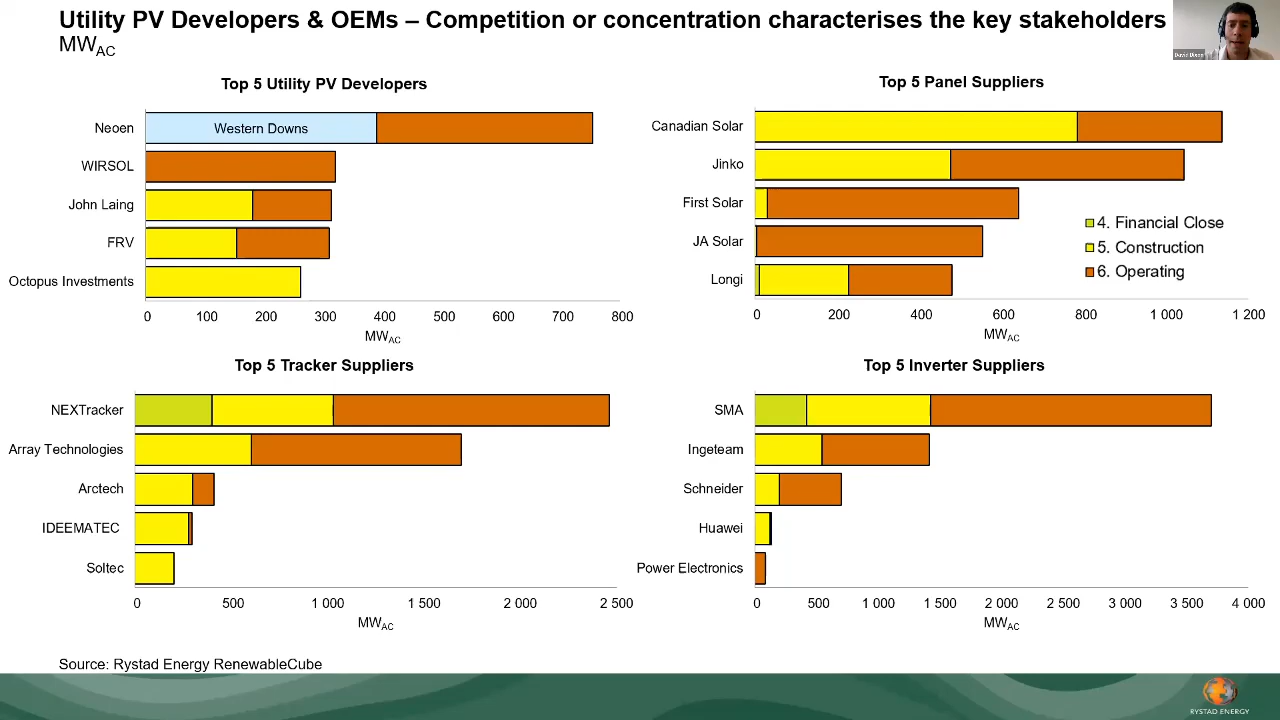 Utility PV Developers & OEMs – Competition or concentration characterises the key stakeholders
MWAC
David Dixon
Top 5 Utility PV Developers
Neoen
Western Downs
WIRSOL
John Laing
FRV
Octopus Investments
0 100 200 300 400 500 600 700 800
MWAC
Top 5 Panel Suppliers
Canadian Solar
Jinko
First Solar
JA Solar
Longi
4. Financial Close
5. Construction
6. Operating
0 200 400 600 800 1 000 1 200
MWAC
Top 5 Tracker Suppliers
NEXTracker
Array Technologies
Arctech
IDEEMATEC
Soltec
0 500 1 000 1 500 2 000 2 500
MWAC
Top 5 Inverter Suppliers
SMA
Ingeteam
Schneider
Huawei
Power Electronics
0 500 1 000 1 500 2 000 2 500 3 000 3 500 4 000
MWAC
Source: Rystad Energy RenewableCube
RYSTAD ENERGY